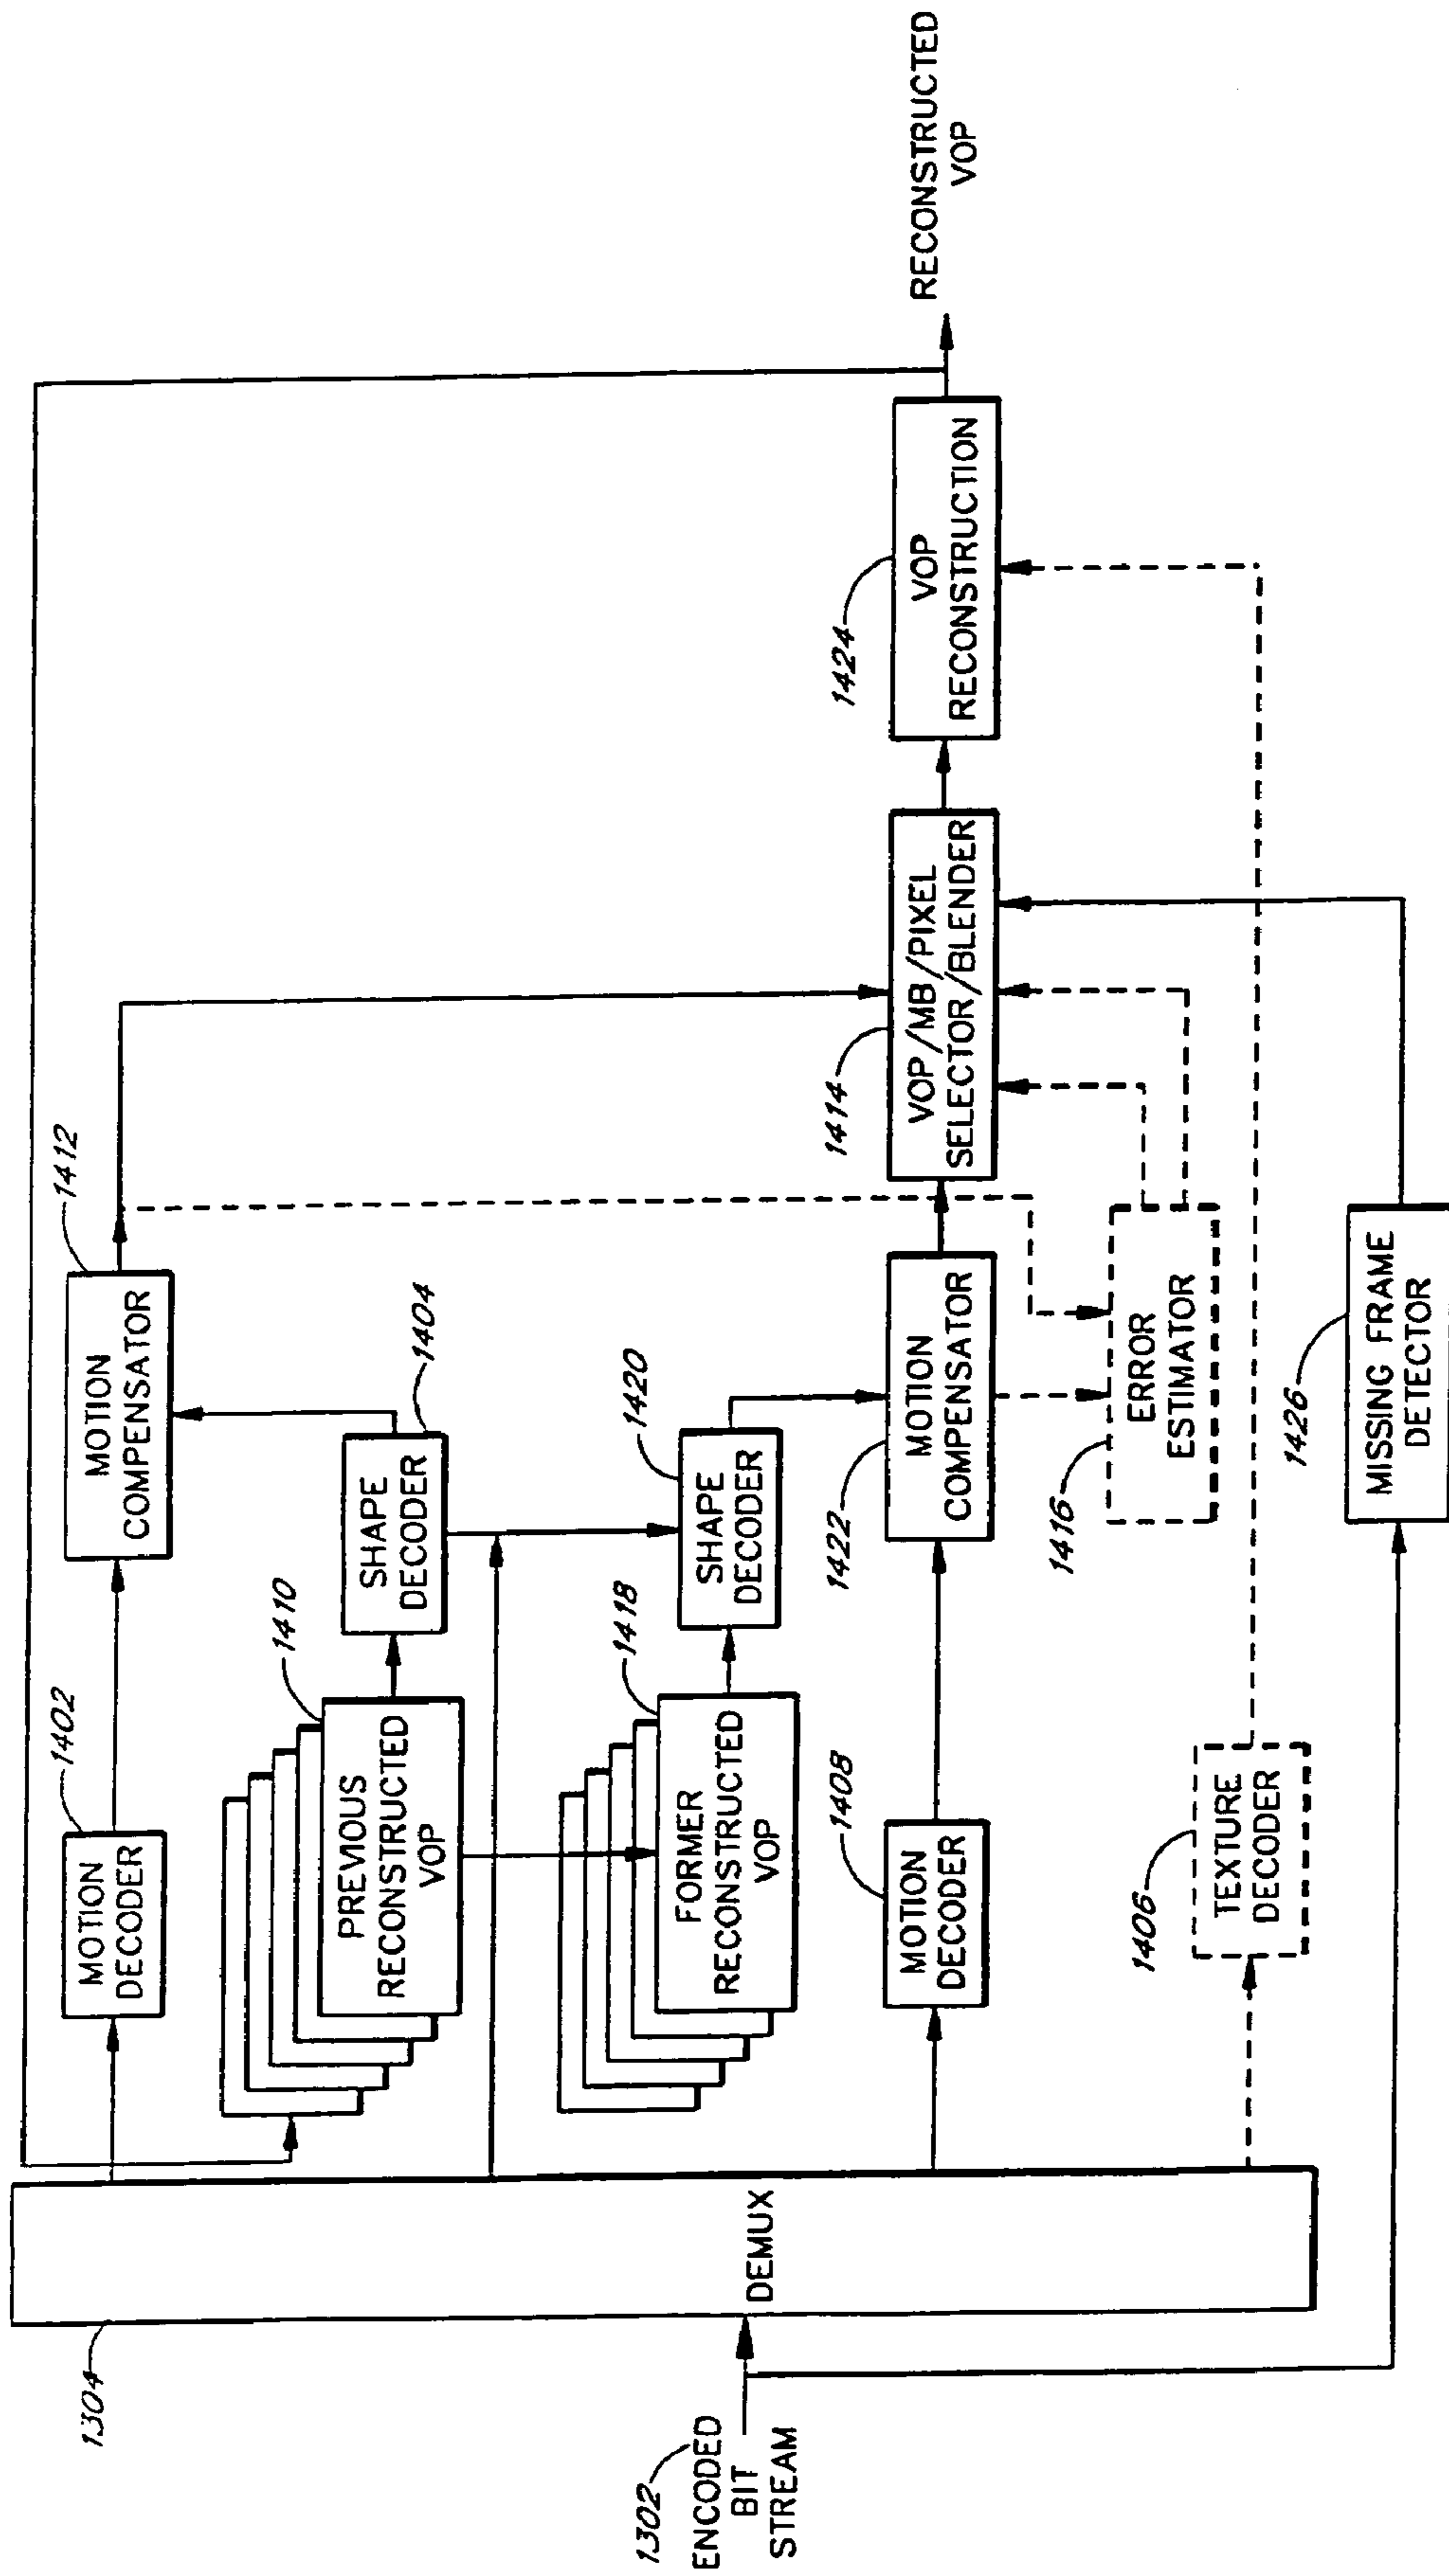 1304
1302
ENCODED
BIT
STREAM
DEMUX
1402
MOTION
DECODER
1412
MOTION
COMPENSATOR
1410
PREVIOUS
RECONSTRUCTED
VOP
1404
SHAPE
DECODER
1418
FORMER
RECONSTRUCTED
VOP
1420
SHAPE
DECODER
1408
MOTION
DECODER
1422
MOTION
COMPENSATOR
1414
VOP/MB/PIXEL
SELECTOR/BLENDER
1424
VOP
RECONSTRUCTION
RECONSTRUCTED
VOP
1416
ERROR
ESTIMATOR
1406
TEXTURE
DECODER
1426
MISSING FRAME
DETECTOR